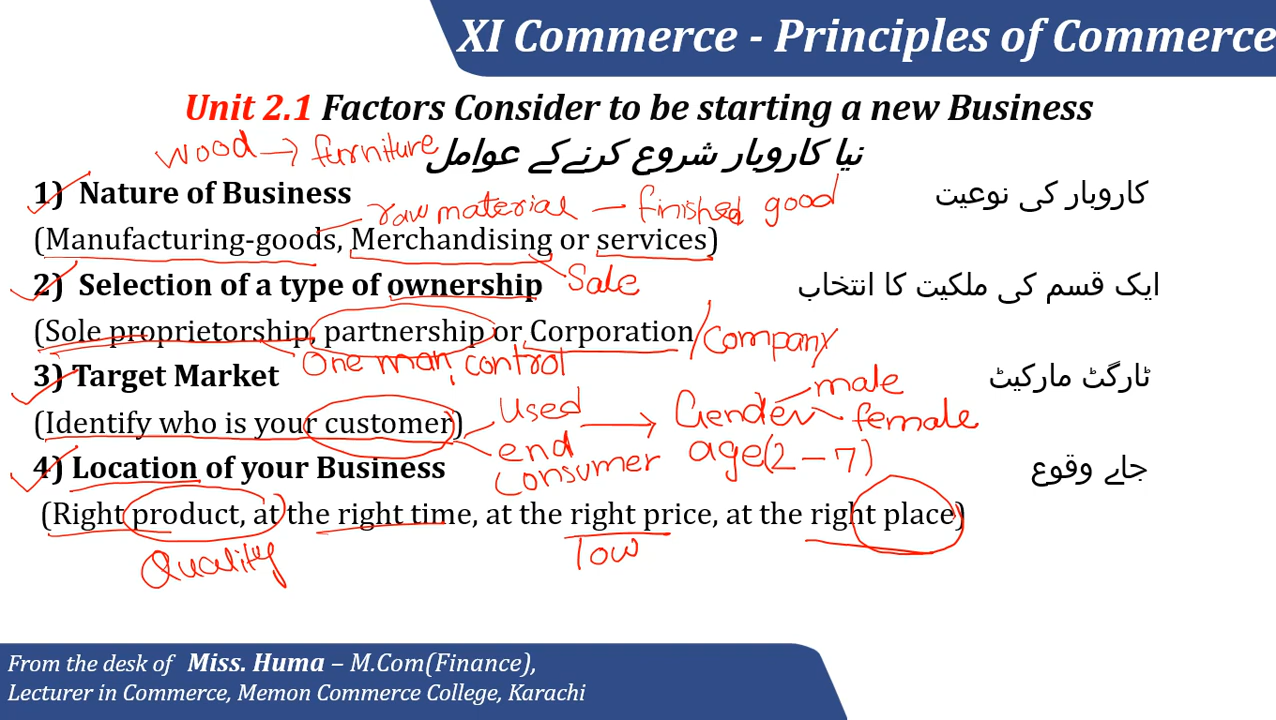 XI Commerce - Principles of Commerce
Unit 2.1 Factors Consider to be starting a new Business
wood → furniture
نیا کاروبار شروع کرنے کے عوامل
1) Nature of Business
کاروبار کی نوعیت
raw material – finished good
(Manufacturing-goods, Merchandising or services)
2) Selection of a type of ownership
Sale
ایک قسم کی ملکیت کا انتخاب
(Sole proprietorship, partnership or Corporation
/Company
One man control
3) Target Market
ٹارگٹ مارکیٹ
(Identify who is your customer)
Used
end
consumer
→ Gender
male
female
age(2-7)
4) Location of your Business
جاے وقوع
(Right product, at the right time, at the right price, at the right place)
Quality
low
From the desk of Miss. Huma – M.Com(Finance),
Lecturer in Commerce, Memon Commerce College, Karachi